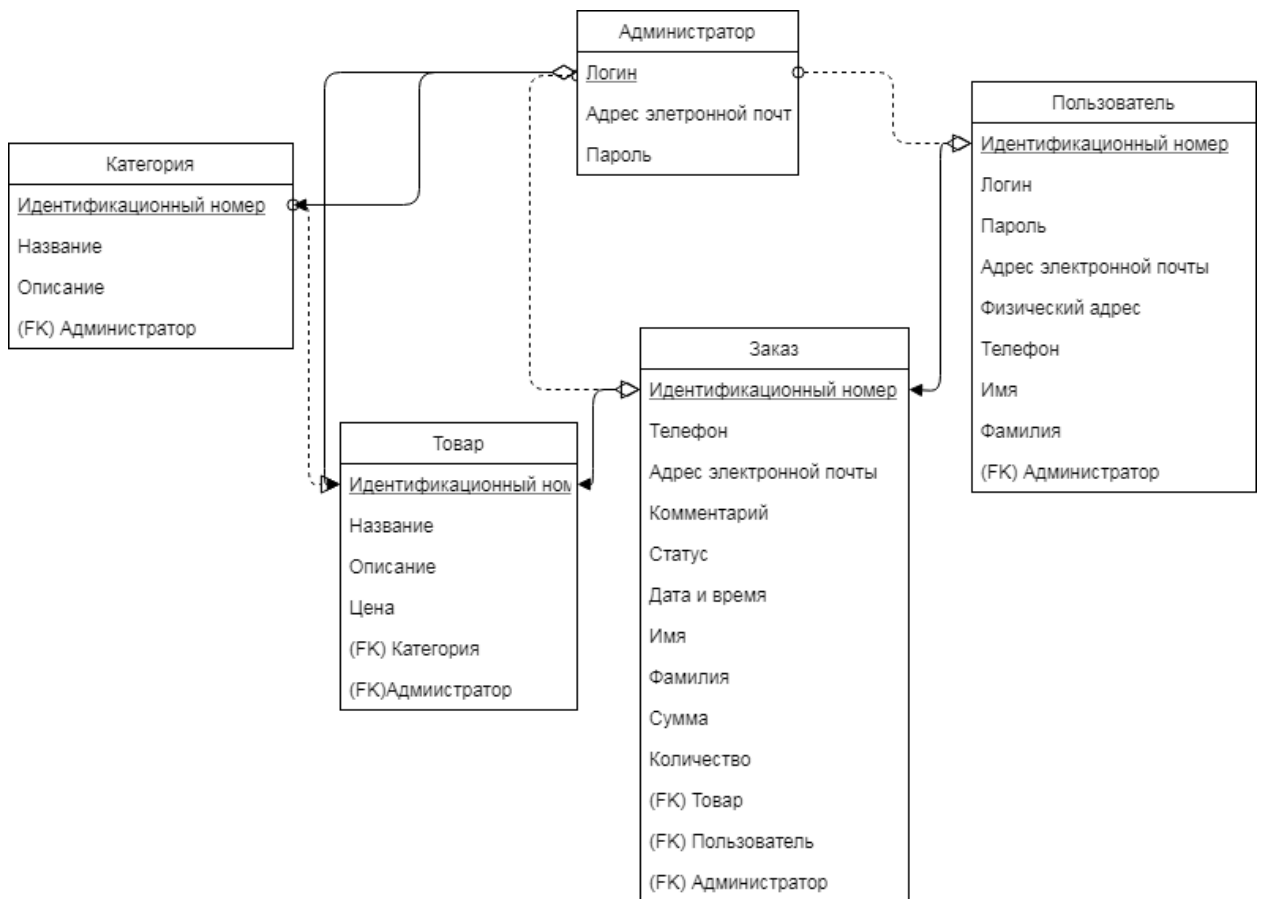 Администратор
Логин
Адрес элетронной почт
Пароль
Пользователь
Идентификационный номер
Логин
Пароль
Адрес электронной почты
Физический адрес
Телефон
Имя
Фамилия
(FK) Администратор
Категория
Идентификационный номер
Название
Описание
(FK) Администратор
Заказ
Идентификационный номер
Телефон
Адрес электронной почты
Комментарий
Статус
Дата и время
Имя
Фамилия
Сумма
Количество
(FK) Товар
(FK) Пользователь
(FK) Администратор
Товар
Идентификационный ном
Название
Описание
Цена
(FK) Категория
(FK)Адмиистратор